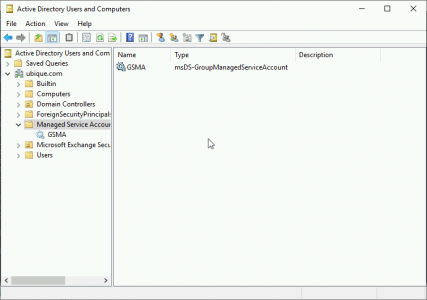 Active Directory Users and Computers
File Action View Help
Active Directory Users and Com
Saved Queries
ubique.com
Builtin
Computers
Domain Controllers
ForeignSecurityPrincipals
Managed Service Accou
GSMA
Microsoft Exchange Secu
Users
Name Type Description
GSMA msDS-GroupManagedServiceAccount